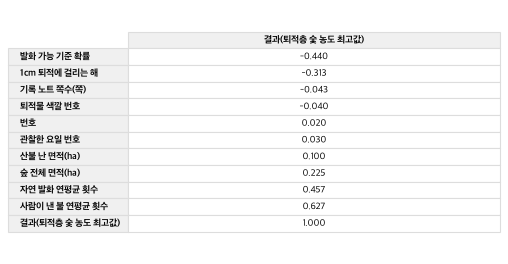 결과(퇴적층 숯 농도 최고값)
발화 가능 기준 확률 -0.440
1cm 퇴적에 걸리는 해 -0.313
기록 노트 쪽수(쪽) -0.043
퇴적물 색깔 번호 -0.040
번호 0.020
관찰한 요일 번호 0.030
산불 난 면적(ha) 0.100
숲 전체 면적(ha) 0.225
자연 발화 연평균 횟수 0.457
사람이 낸 불 연평균 횟수 0.627
결과(퇴적층 숯 농도 최고값) 1.000